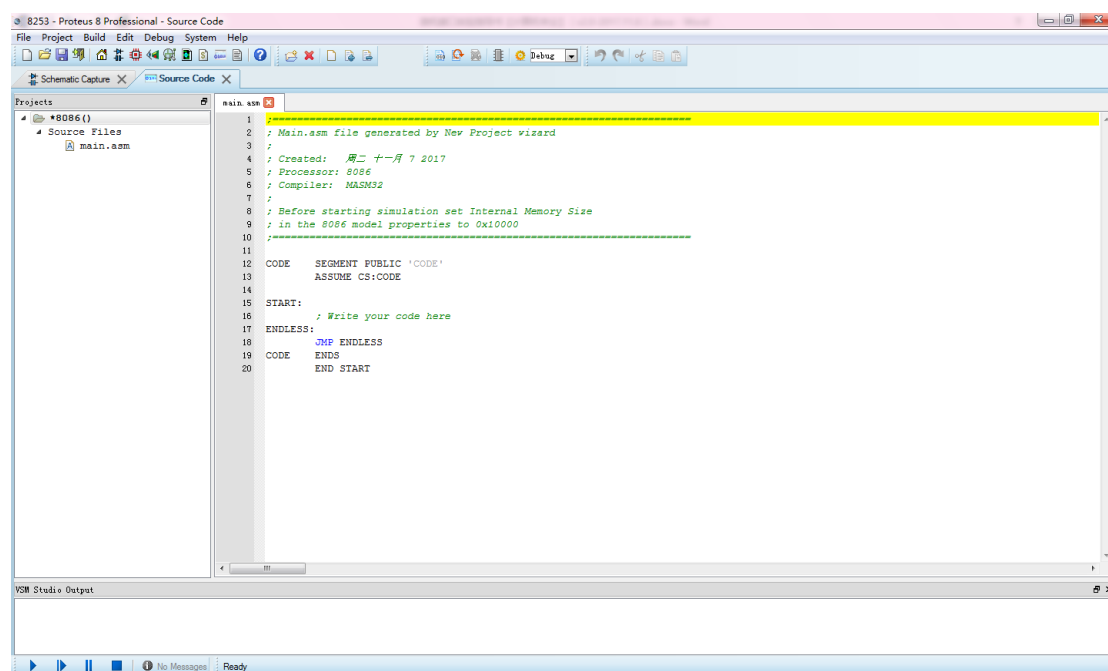 8253 - Proteus 8 Professional - Source Code
File Project Build Edit Debug System Help
Debug
Schematic Capture
Source Code
Projects
main.asm
*8086()
Source Files
main.asm
1 ;====================================================================
2 ; Main.asm file generated by New Project wizard
3 ;
4 ; Created: 周二 十一月 7 2017
5 ; Processor: 8086
6 ; Compiler: MASM32
7 ;
8 ; Before starting simulation set Internal Memory Size
9 ; in the 8086 model properties to 0x10000
10 ;====================================================================
11
12 CODE SEGMENT PUBLIC 'CODE'
13 ASSUME CS:CODE
14
15 START:
16 ; Write your code here
17 ENDLESS:
18 JMP ENDLESS
19 CODE ENDS
20 END START
VSM Studio Output
No Messages
Ready